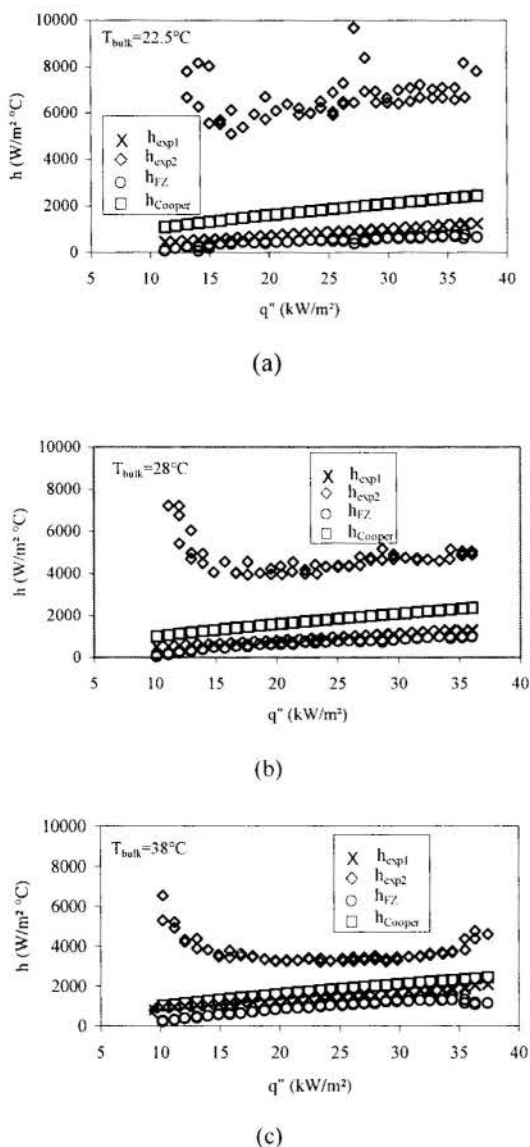 T_bulk=22.5°C
10000
8000
6000
4000
2000
0
h (W/m² °C)
h_exp1
h_exp2
h_FZ
h_Cooper
5 10 15 20 25 30 35 40
q" (kW/m²)
(a)
T_bulk=28°C
10000
8000
6000
4000
2000
0
h (W/m² °C)
h_exp1
h_exp2
h_FZ
h_Cooper
5 10 15 20 25 30 35 40
q" (kW/m²)
(b)
T_bulk=38°C
10000
8000
6000
4000
2000
0
h (W/m² °C)
h_exp1
h_exp2
h_FZ
h_Cooper
5 10 15 20 25 30 35 40
q" (kW/m²)
(c)